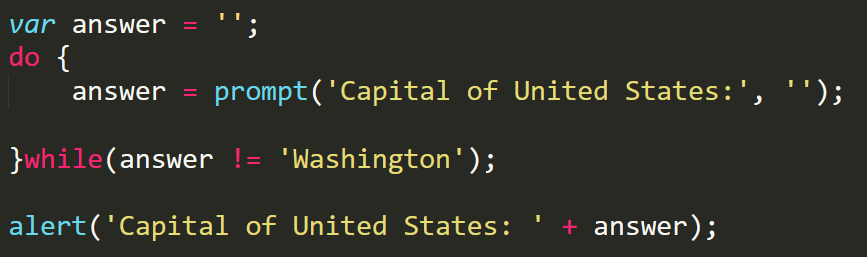 var answer = '';
do {
    answer = prompt('Capital of United States:', '');
}while(answer != 'Washington');
alert('Capital of United States: ' + answer);